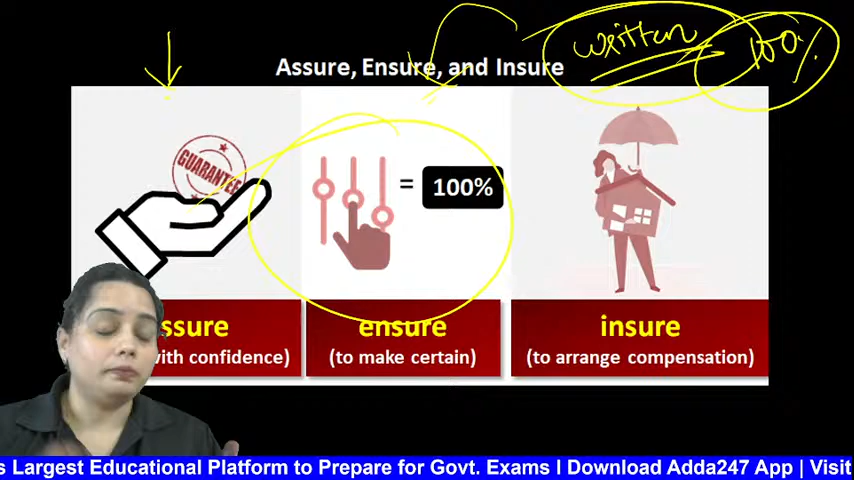 written 100%
Assure, Ensure, and Insure
GUARANTEE
= 100%
ssure
ensure
insure
with confidence)
(to make certain)
(to arrange compensation)
s Largest Educational Platform to Prepare for Govt. Exams I Download Adda247 App | Visit